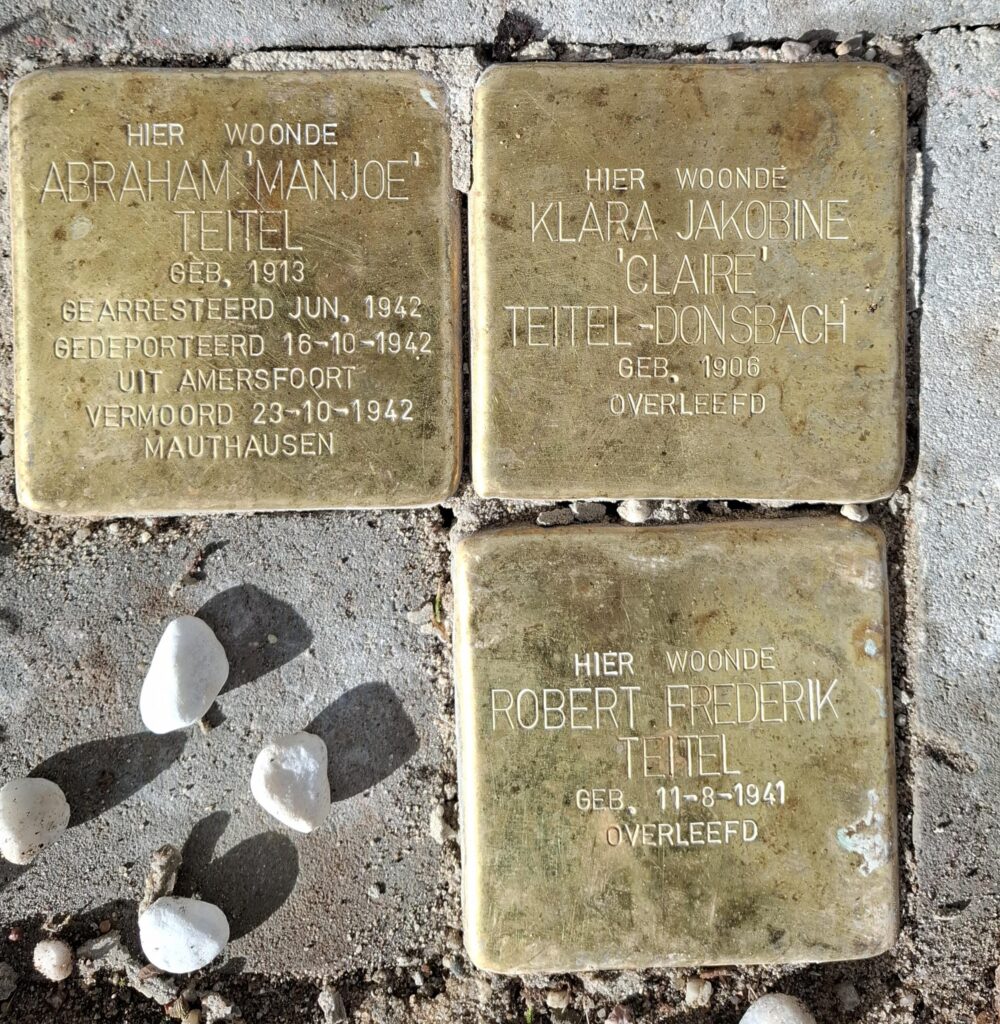 HIER WOONDE
ABRAHAM 'MANJOE'
TEITEL
GEB, 1913
GEARRESTEERD JUN, 1942
GEDEPORTEERD 16-10-1942
UIT AMERSFOORT
VERMOORD 23-10-1942
MAUTHAUSEN
HIER WOONDE
KLARA JAKOBINE
'CLAIRE'
TEITEL-DONSBACH
GEB, 1906
OVERLEEFD
HIER WOONDE
ROBERT FREDERIK
TEITEL
GEB, 11-8-1941
OVERLEEFD